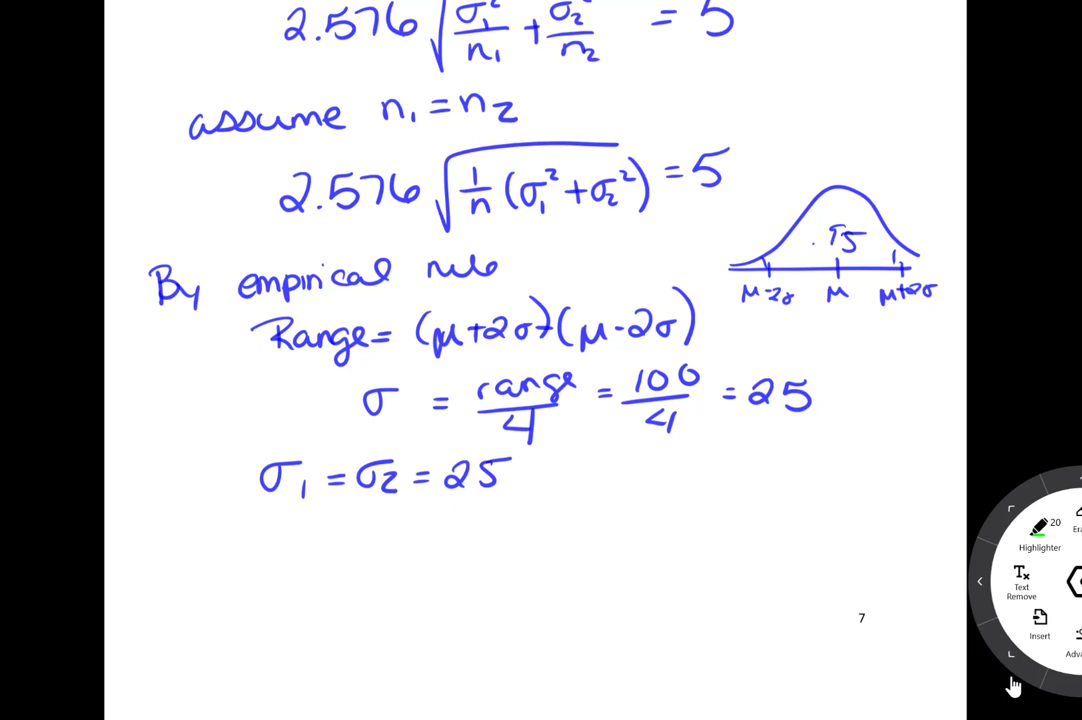 2.576 √(σ₁²/n₁ + σ₂²/n₂) = 5
assume n₁ = n₂
2.576 √(1/n (σ₁² + σ₂²)) = 5
.95
μ-2σ μ μ+2σ
By empirical rule
Range = (μ+2σ)-(μ-2σ)
σ = range/4 = 100/4 = 25
σ₁ = σ₂ = 25
20
Highlighter
Tx
Text
Remove
Insert
7